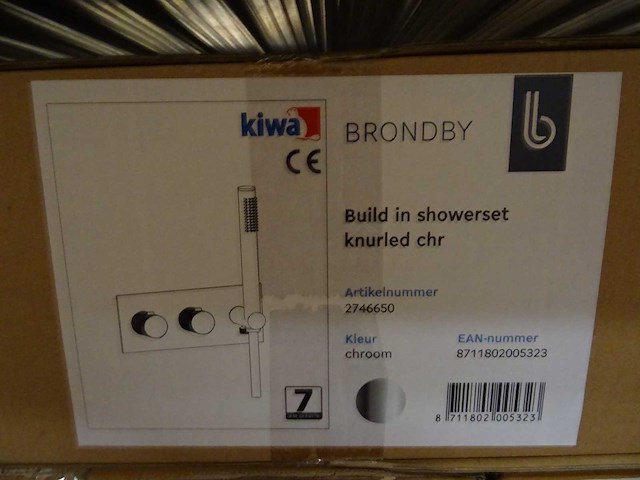 kiwa
CE
BRONDBY
b
Build in showerset
knurled chr
Artikelnummer
2746650
Kleur
chroom
EAN-nummer
8711802005323
7
8 711802 005323